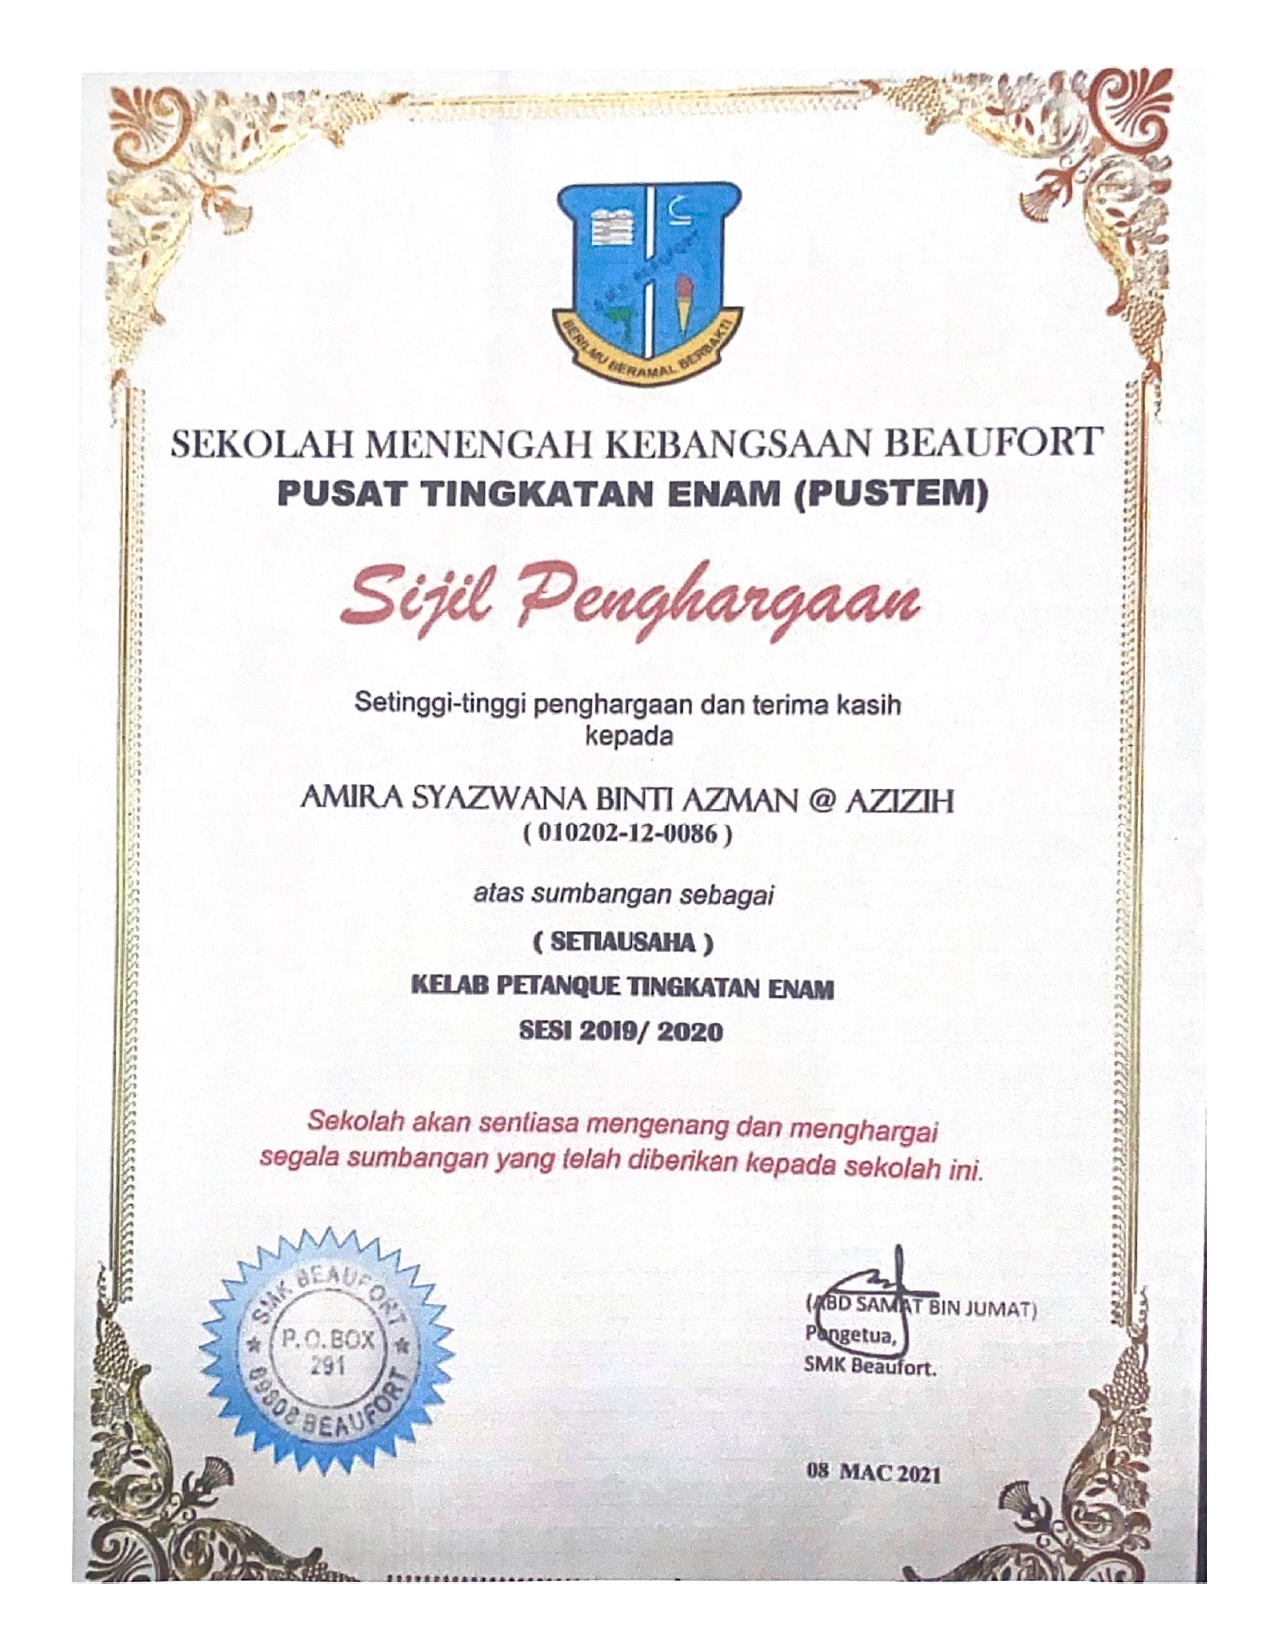 BERILMU BERAMAL BERBAKTI
SEKOLAH MENENGAH KEBANGSAAN BEAUFORT
PUSAT TINGKATAN ENAM (PUSTEM)
Sijil Penghargaan
Setinggi-tinggi penghargaan dan terima kasih
kepada
AMIRA SYAZWANA BINTI AZMAN @ AZIZIH
( 010202-12-0086 )
atas sumbangan sebagai
( SETIAUSAHA )
KELAB PETANQUE TINGKATAN ENAM
SESI 2019/ 2020
Sekolah akan sentiasa mengenang dan menghargai
segala sumbangan yang telah diberikan kepada sekolah ini.
SMK BEAUFORT
P.O. BOX
291
89808 BEAUFORT
(ABD SAMAT BIN JUMAT)
Pengetua,
SMK Beaufort.
08 MAC 2021